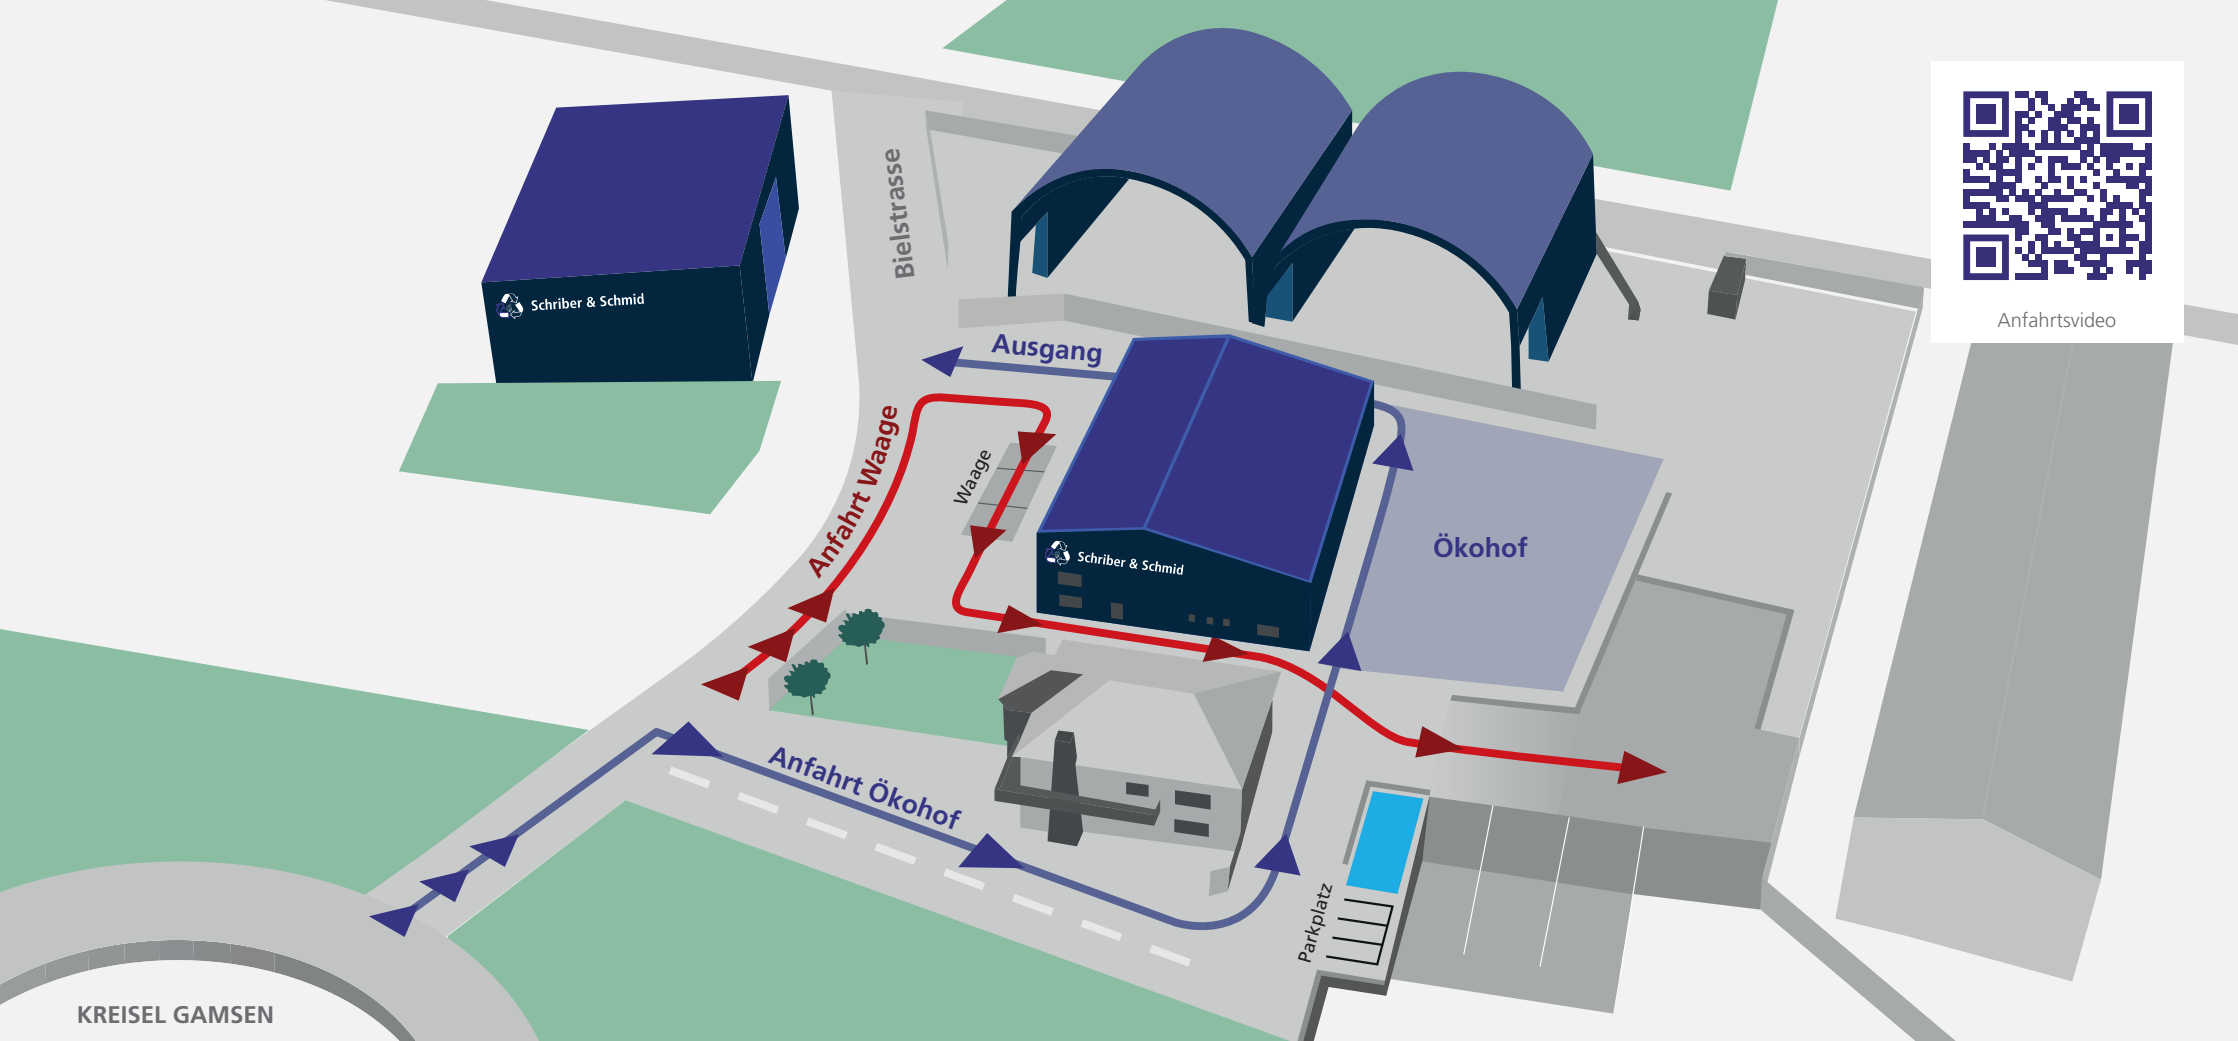 Anfahrtsvideo
Bielstrasse
Schriber & Schmid
Ausgang
Anfahrt Waage
Waage
Schriber & Schmid
Ökohof
Anfahrt Ökohof
Parkplatz
KREISEL GAMSEN